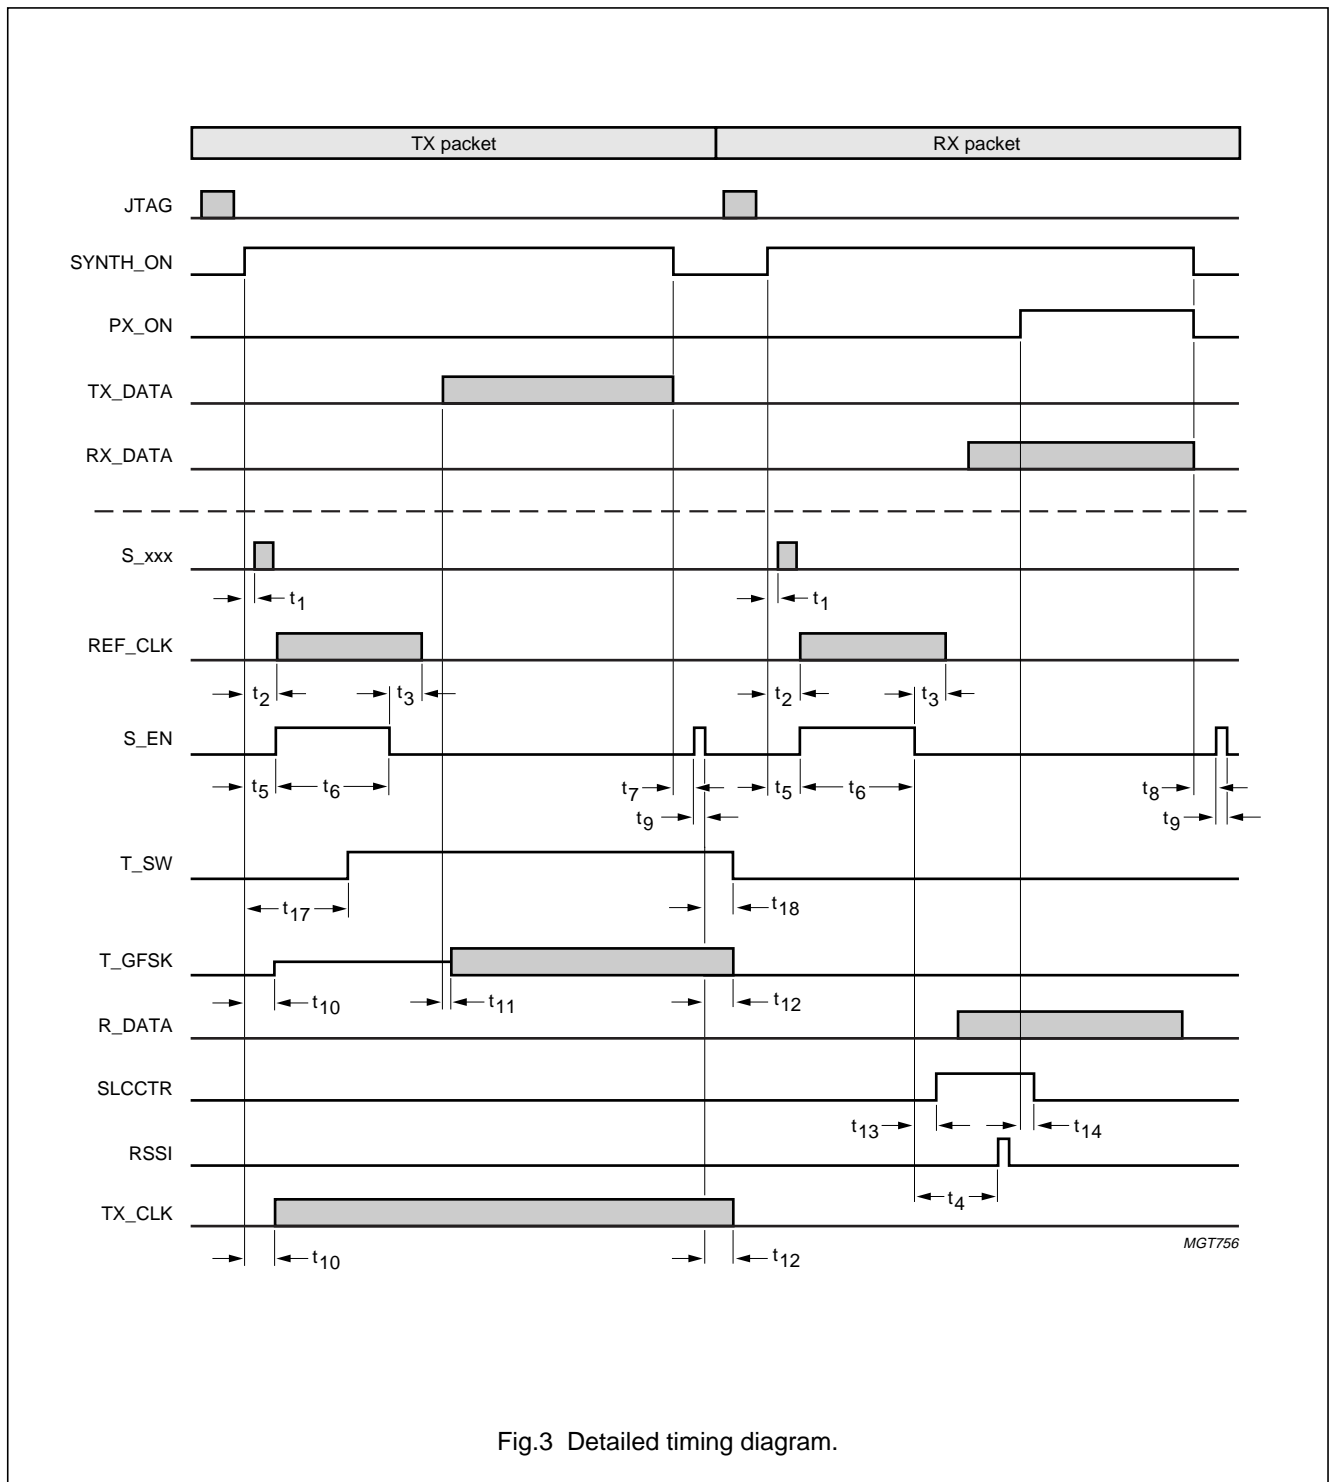 TX packet RX packet
JTAG
SYNTH_ON
PX_ON
TX_DATA
RX_DATA
S_xxx
t1 t1
REF_CLK
t2 t3 t2 t3
S_EN
t5 t6 t7 t5 t6 t8
t9 t9
T_SW
t17 t18
T_GFSK
t10 t11 t12
R_DATA
SLCCTR
t13 t14
RSSI
t4
TX_CLK
MGT756
t10 t12
Fig.3 Detailed timing diagram.